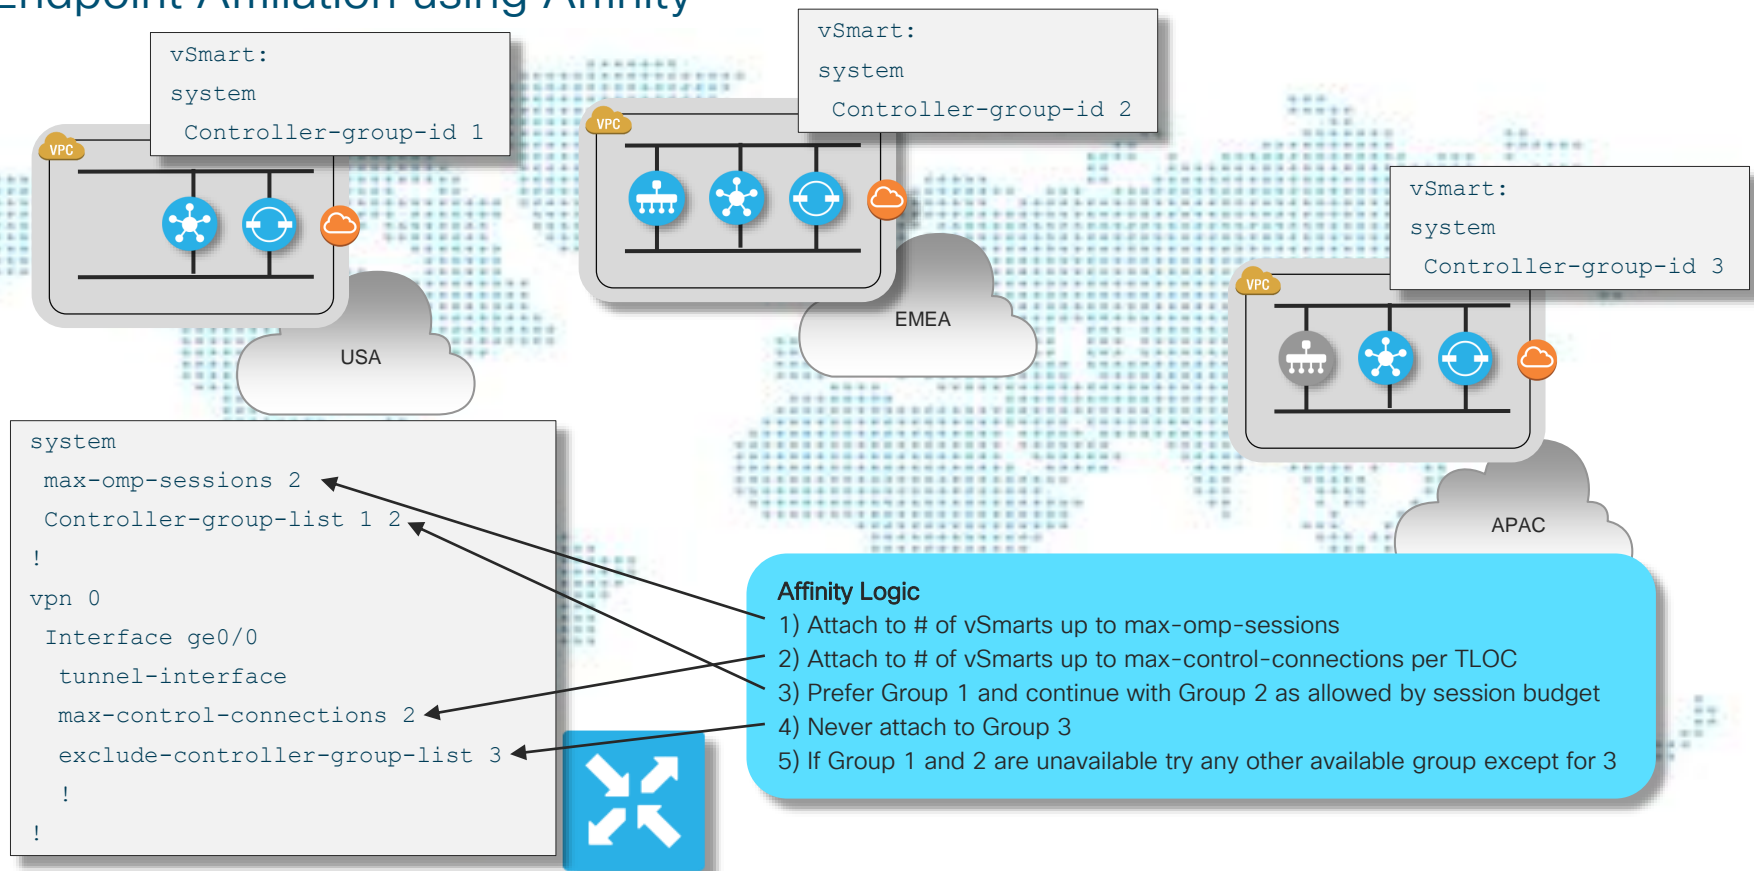 Endpoint Affiliation using Affinity
vSmart:
system
Controller-group-id 1
vSmart:
system
Controller-group-id 2
vSmart:
system
Controller-group-id 3
VPC
VPC
VPC
USA
EMEA
APAC
system
max-omp-sessions 2
Controller-group-list 1 2
!
vpn 0
Interface ge0/0
tunnel-interface
max-control-connections 2
exclude-controller-group-list 3
!
!
Affinity Logic
1) Attach to # of vSmarts up to max-omp-sessions
2) Attach to # of vSmarts up to max-control-connections per TLOC
3) Prefer Group 1 and continue with Group 2 as allowed by session budget
4) Never attach to Group 3
5) If Group 1 and 2 are unavailable try any other available group except for 3